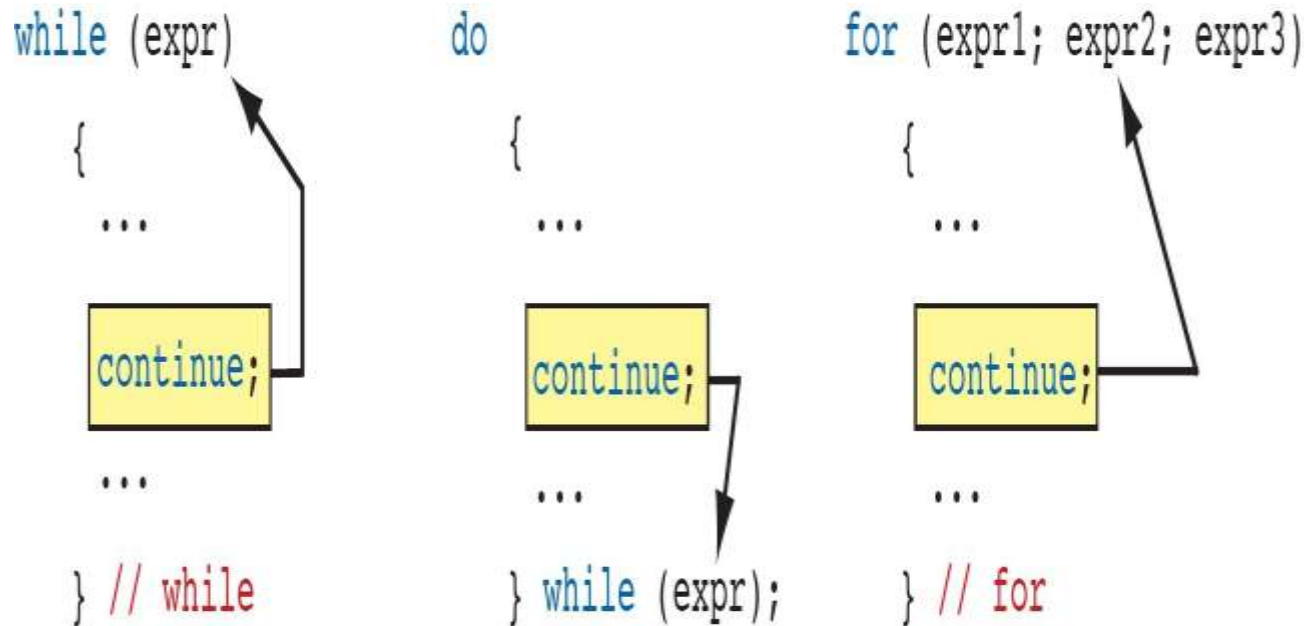 while (expr)
{
...
continue;
...
} // while
do
{
...
continue;
...
} while (expr);
for (expr1; expr2; expr3)
{
...
continue;
...
} // for